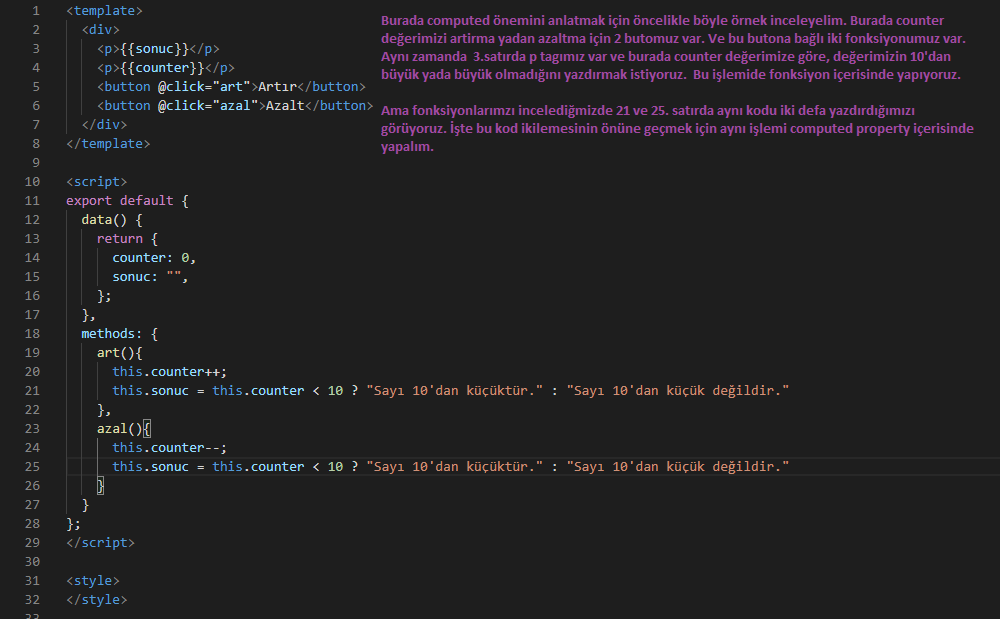 1 <template>
2 <div>
3 <p>{{sonuc}}</p>
4 <p>{{counter}}</p>
5 <button @click="art">Artır</button>
6 <button @click="azal">Azalt</button>
7 </div>
8 </template>
9
10 <script>
11 export default {
12 data() {
13 return {
14 counter: 0,
15 sonuc: "",
16 };
17 },
18 methods: {
19 art(){
20 this.counter++;
21 this.sonuc = this.counter < 10 ? "Sayı 10'dan küçüktür." : "Sayı 10'dan küçük değildir."
22 },
23 azal(){
24 this.counter--;
25 this.sonuc = this.counter < 10 ? "Sayı 10'dan küçüktür." : "Sayı 10'dan küçük değildir."
26 }
27 }
28 };
29 </script>
30
31 <style>
32 </style>
33
Burada computed önemini anlatmak için öncelikle böyle örnek inceleyelim. Burada counter
değerimizi artirma yadan azaltma için 2 butomuz var. Ve bu butona bağlı iki fonksiyonumuz var.
Aynı zamanda 3.satırda p tagımız var ve burada counter değerimize göre, değerimizin 10'dan
büyük yada büyük olmadığını yazdırmak istiyoruz. Bu işlemide fonksiyon içerisinde yapıyoruz.
Ama fonksiyonlarımzı incelediğmizde 21 ve 25. satırda aynı kodu iki defa yazdırdığımızı
görüyoruz. İşte bu kod ikilemesinin önüne geçmek için aynı işlemi computed property içerisinde
yapalım.